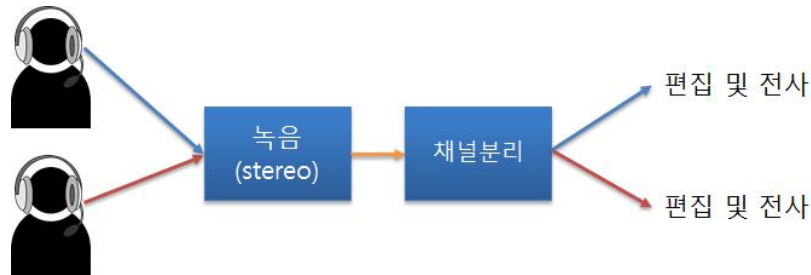 편집 및 전사
녹음
(stereo)
채널분리
편집 및 전사